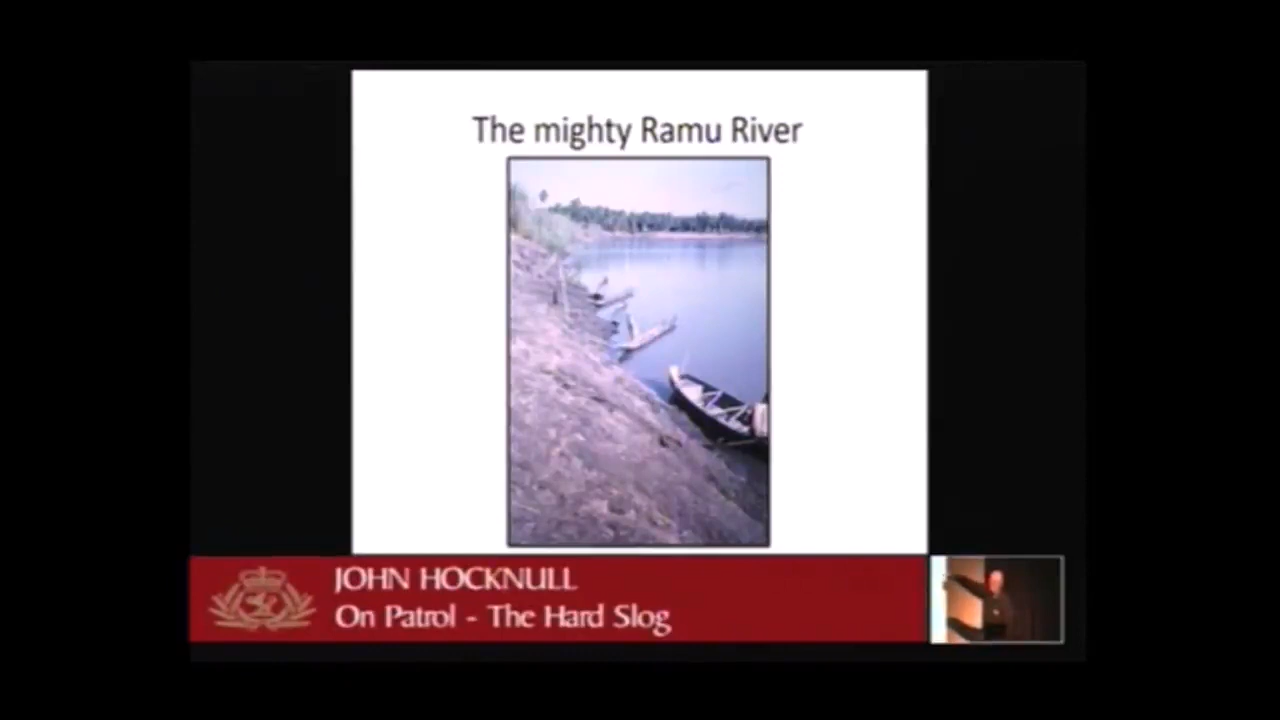 The mighty Ramu River
JOHN HOCKNULL
On Patrol - The Hard Slog